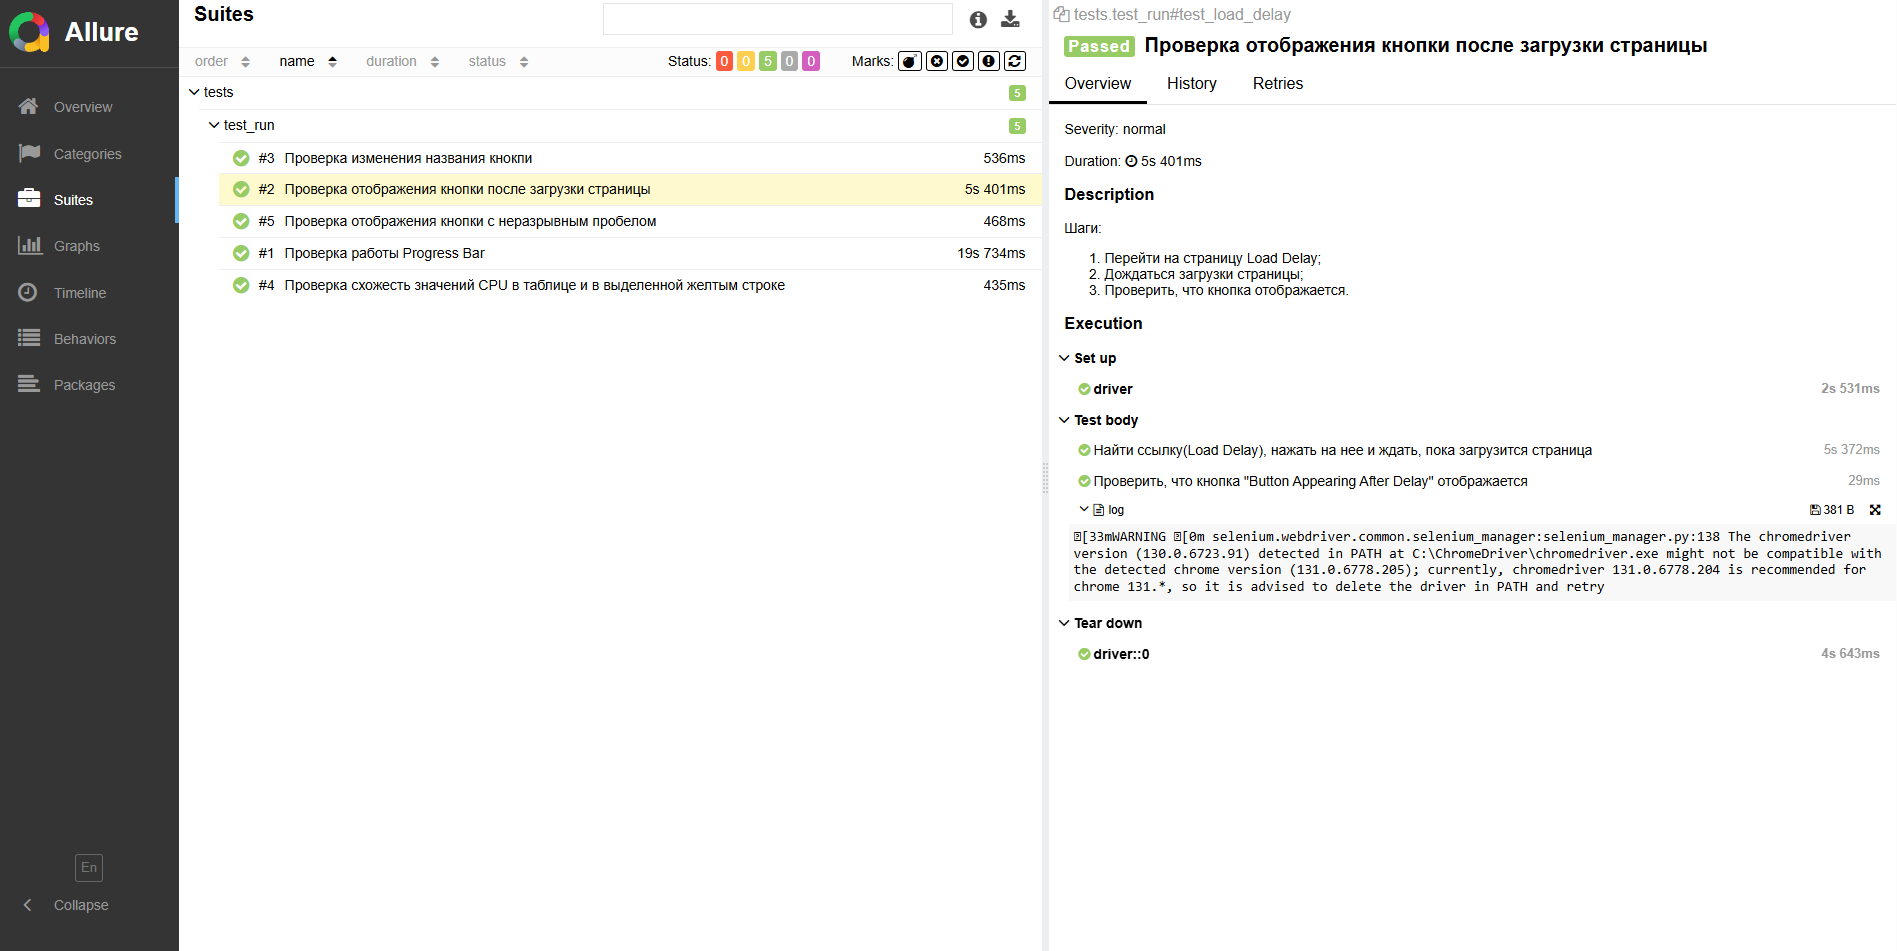 Allure
Overview
Categories
Suites
Graphs
Timeline
Behaviors
Packages
En
Collapse
Suites
order name duration status Status: 0 0 5 0 0 Marks:
tests 5
test_run 5
#3 Проверка изменения названия кнокпи 536ms
#2 Проверка отображения кнопки после загрузки страницы 5s 401ms
#5 Проверка отображения кнопки с неразрывным пробелом 468ms
#1 Проверка работы Progress Bar 19s 734ms
#4 Проверка схожесть значений CPU в таблице и в выделенной желтым строке 435ms
tests.test_run#test_load_delay
Passed Проверка отображения кнопки после загрузки страницы
Overview History Retries
Severity: normal
Duration: 5s 401ms
Description
Шаги:
1. Перейти на страницу Load Delay;
2. Дождаться загрузки страницы;
3. Проверить, что кнопка отображается.
Execution
Set up
driver 2s 531ms
Test body
Найти ссылку(Load Delay), нажать на нее и ждать, пока загрузится страница 5s 372ms
Проверить, что кнопка "Button Appearing After Delay" отображается 29ms
log 381 B
[33mWARNING [0m selenium.webdriver.common.selenium_manager:selenium_manager.py:138 The chromedriver
version (130.0.6723.91) detected in PATH at C:\ChromeDriver\chromedriver.exe might not be compatible with
the detected chrome version (131.0.6778.205); currently, chromedriver 131.0.6778.204 is recommended for
chrome 131.*, so it is advised to delete the driver in PATH and retry
Tear down
driver::0 4s 643ms